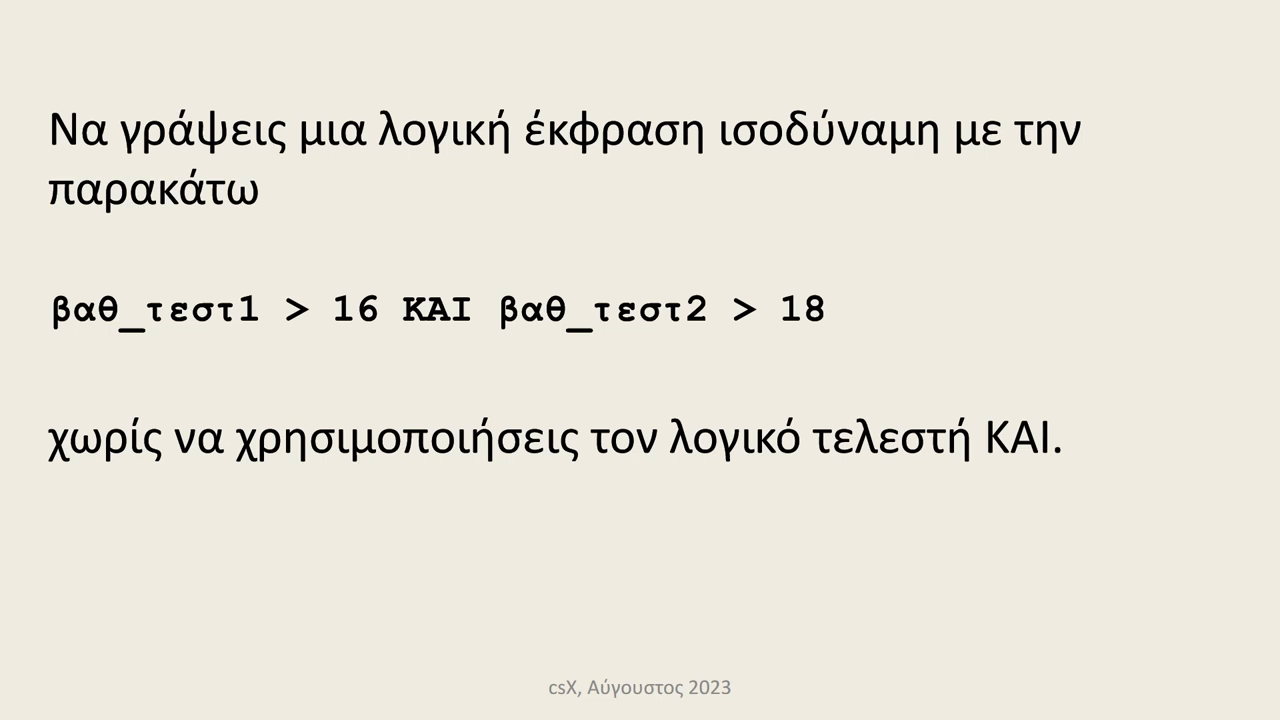 Να γράψεις μια λογική έκφραση ισοδύναμη με την
παρακάτω
βαθ_τεστ1 > 16 ΚΑΙ βαθ_τεστ2 > 18
χωρίς να χρησιμοποιήσεις τον λογικό τελεστή ΚΑΙ.
csX, Αύγουστος 2023